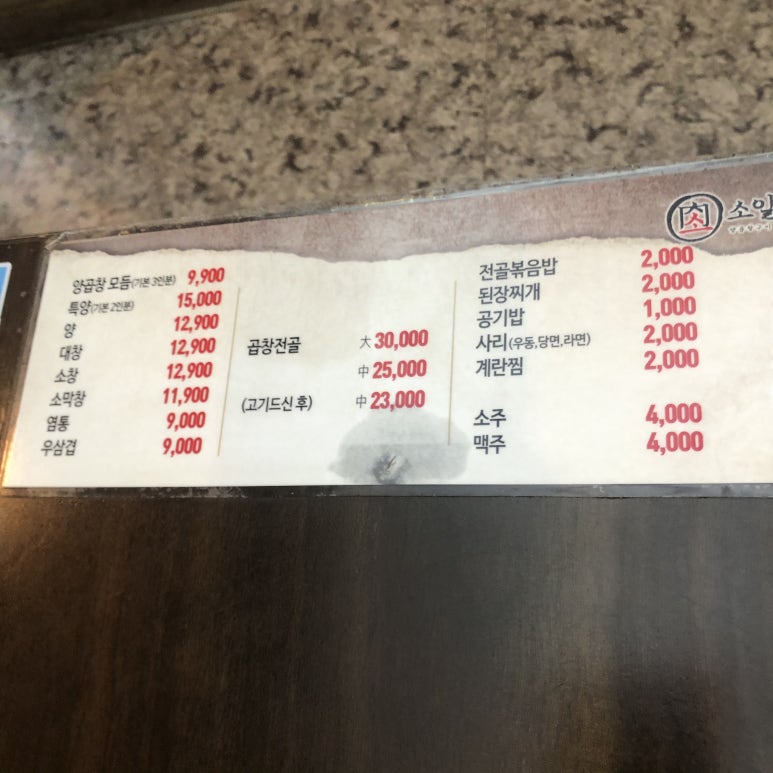 소
소일
양곱창 모듬(기본 3인분) 9,900
특양(기본 2인분) 15,000
양 12,900
대창 12,900
소창 12,900
소막창 11,900
염통 9,000
우삼겹 9,000
곱창전골 大 30,000
中 25,000
(고기드신 후) 中 23,000
전골볶음밥 2,000
된장찌개 2,000
공기밥 1,000
사리(우동,당면,라면) 2,000
계란찜 2,000
소주 4,000
맥주 4,000